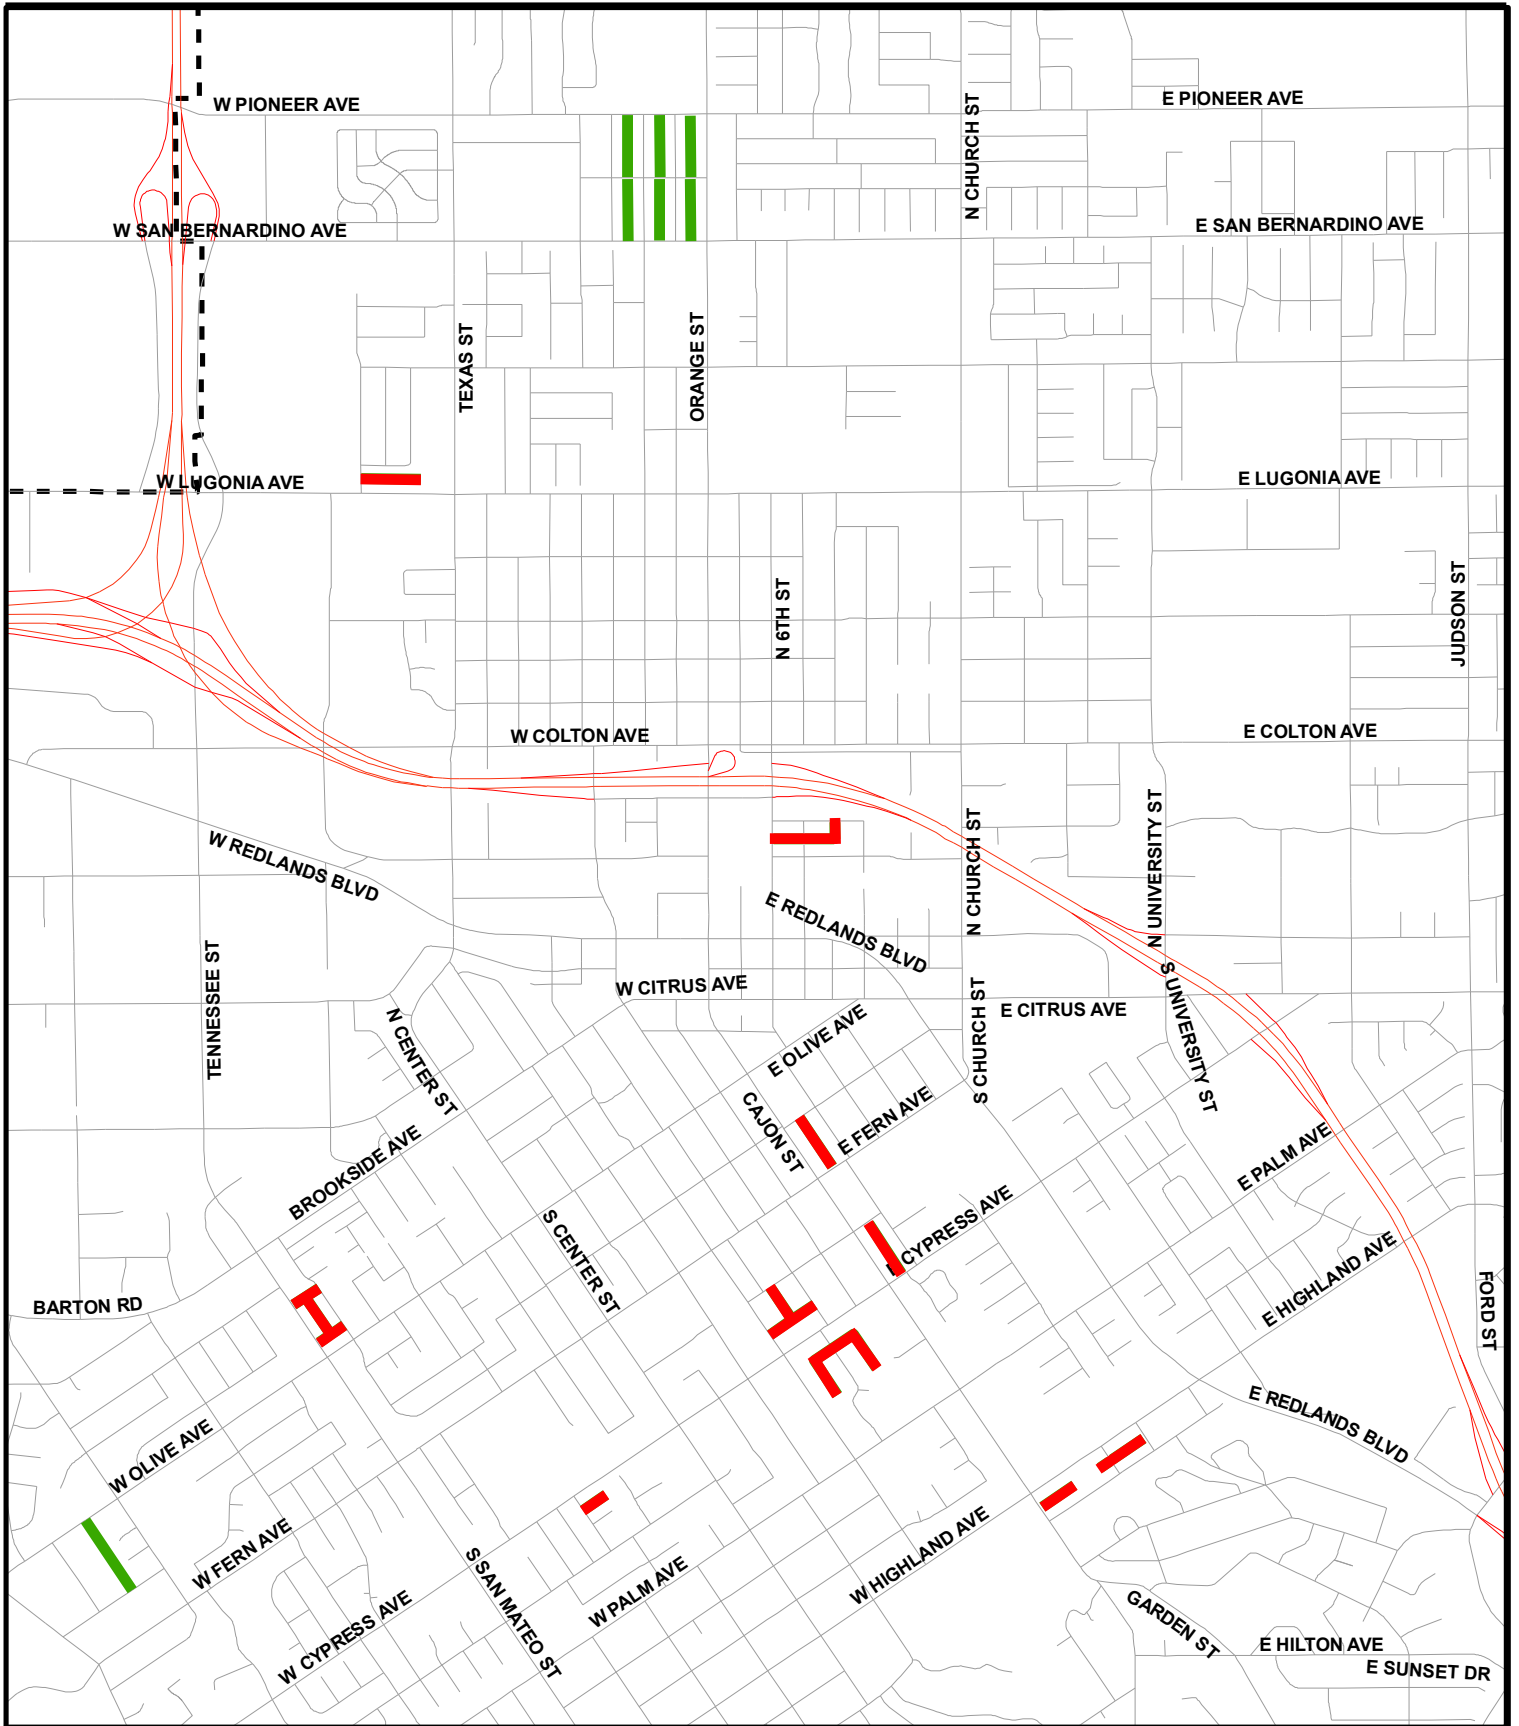 W PIONEER AVE
E PIONEER AVE
N CHURCH ST
W SAN BERNARDINO AVE
E SAN BERNARDINO AVE
TEXAS ST
ORANGE ST
W LUGONIA AVE
E LUGONIA AVE
N 6TH ST
JUDSON ST
W COLTON AVE
E COLTON AVE
W REDLANDS BLVD
N CHURCH ST
N UNIVERSITY ST
E REDLANDS BLVD
TENNESSEE ST
W CITRUS AVE
E CITRUS AVE
S CHURCH ST
S UNIVERSITY ST
N CENTER ST
E OLIVE AVE
CAJON ST
E FERN AVE
BROOKSIDE AVE
E PALM AVE
S CENTER ST
E CYPRESS AVE
E HIGHLAND AVE
BARTON RD
FORD ST
E REDLANDS BLVD
W OLIVE AVE
W FERN AVE
W HIGHLAND AVE
S SAN MATEO ST
W PALM AVE
W CYPRESS AVE
GARDEN ST
E HILTON AVE
E SUNSET DR